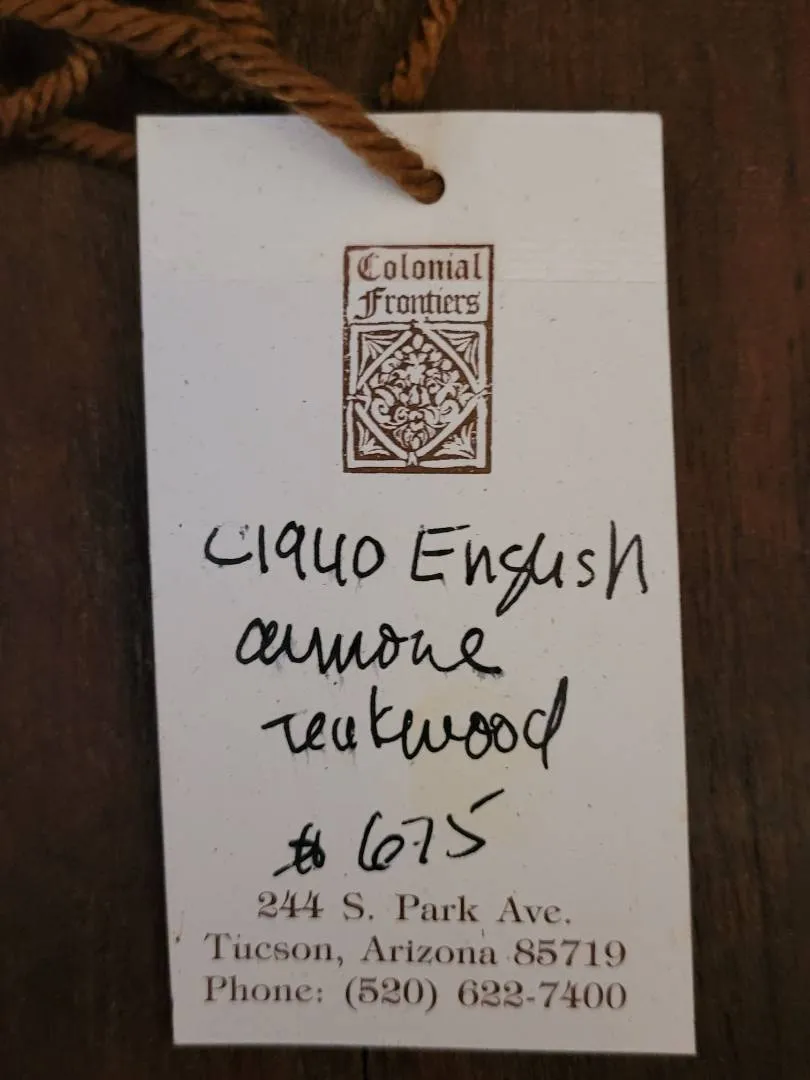 Colonial
Frontiers
C1940 English
armoire
Teakwood
$ 675
244 S. Park Ave.
Tucson, Arizona 85719
Phone: (520) 622-7400